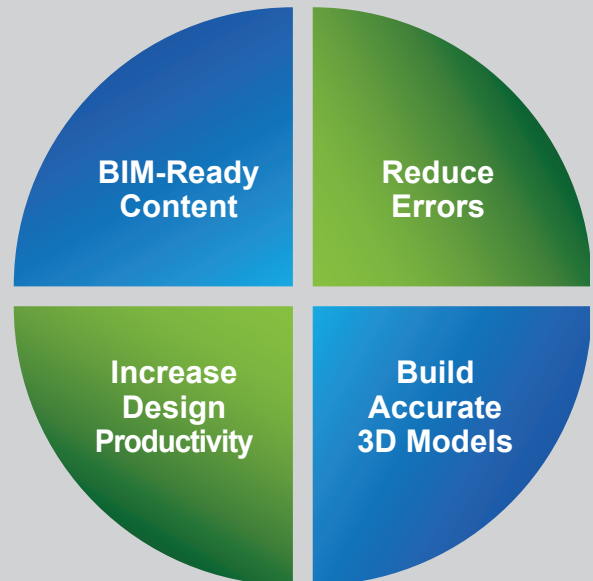 BIM-Ready
Content
Reduce
Errors
Increase
Design
Productivity
Build
Accurate
3D Models